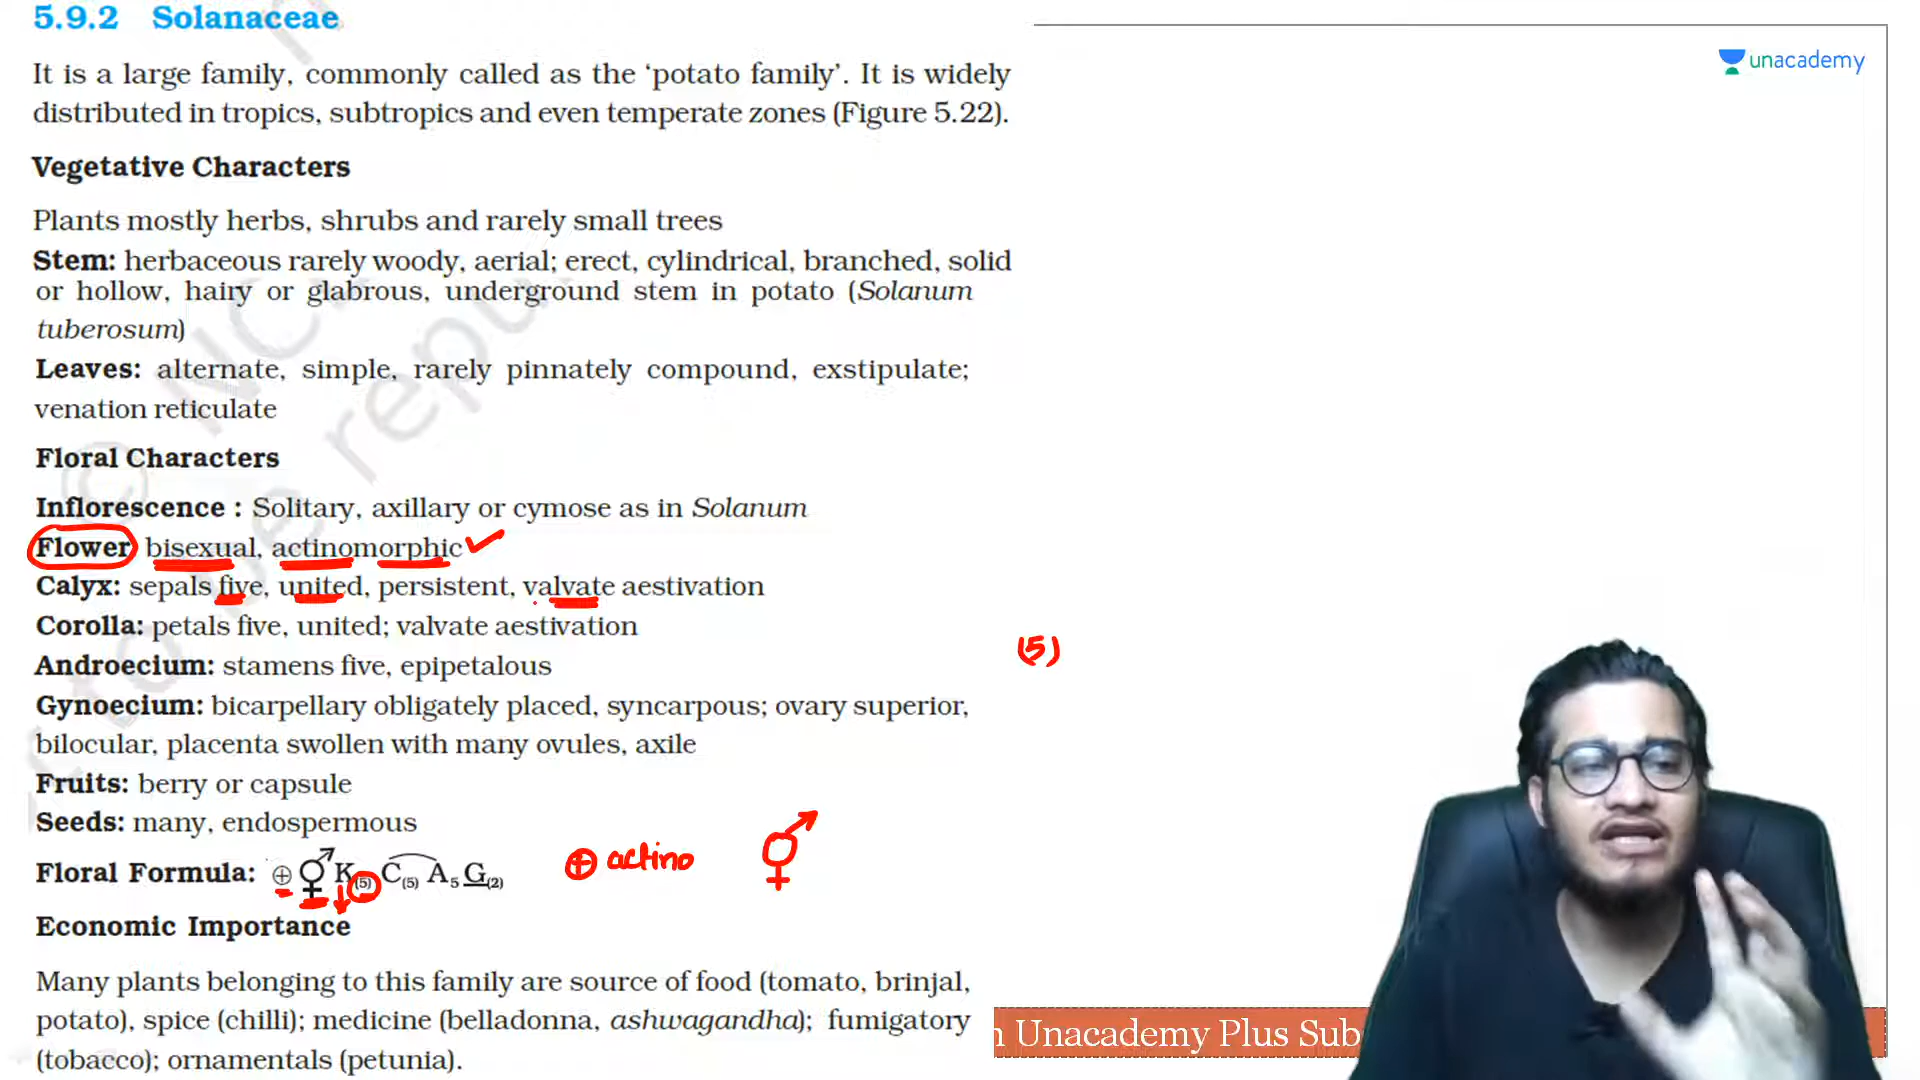 5.9.2 Solanaceae
unacademy
It is a large family, commonly called as the ‘potato family’. It is widely
distributed in tropics, subtropics and even temperate zones (Figure 5.22).
Vegetative Characters
Plants mostly herbs, shrubs and rarely small trees
Stem: herbaceous rarely woody, aerial; erect, cylindrical, branched, solid
or hollow, hairy or glabrous, underground stem in potato (Solanum
tuberosum)
Leaves: alternate, simple, rarely pinnately compound, exstipulate;
venation reticulate
Floral Characters
Inflorescence : Solitary, axillary or cymose as in Solanum
Flower bisexual, actinomorphic
Calyx: sepals five, united, persistent, valvate aestivation
Corolla: petals five, united; valvate aestivation
(5)
Androecium: stamens five, epipetalous
Gynoecium: bicarpellary obligately placed, syncarpous; ovary superior,
bilocular, placenta swollen with many ovules, axile
Fruits: berry or capsule
Seeds: many, endospermous
Floral Formula: ⊕ ⚥ K(5) C(5) A5 G(2)
⊕ actino ⚥
Economic Importance
Many plants belonging to this family are source of food (tomato, brinjal,
potato), spice (chilli); medicine (belladonna, ashwagandha); fumigatory
(tobacco); ornamentals (petunia).
Unacademy Plus Sub